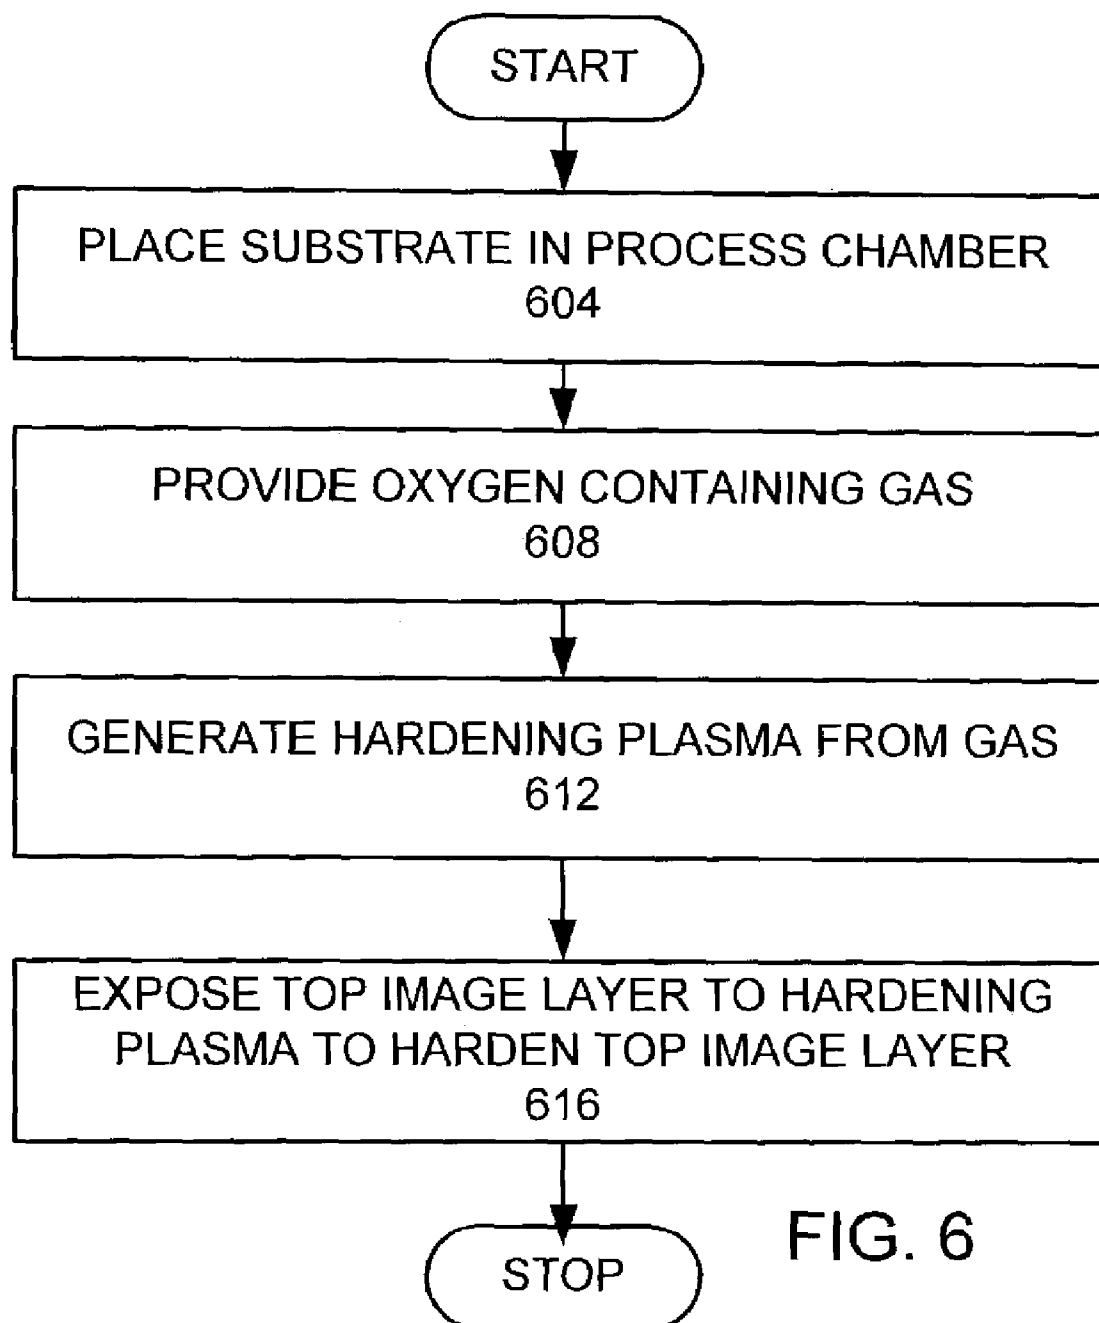 START
PLACE SUBSTRATE IN PROCESS CHAMBER
604
PROVIDE OXYGEN CONTAINING GAS
608
GENERATE HARDENING PLASMA FROM GAS
612
EXPOSE TOP IMAGE LAYER TO HARDENING
PLASMA TO HARDEN TOP IMAGE LAYER
616
STOP
FIG. 6